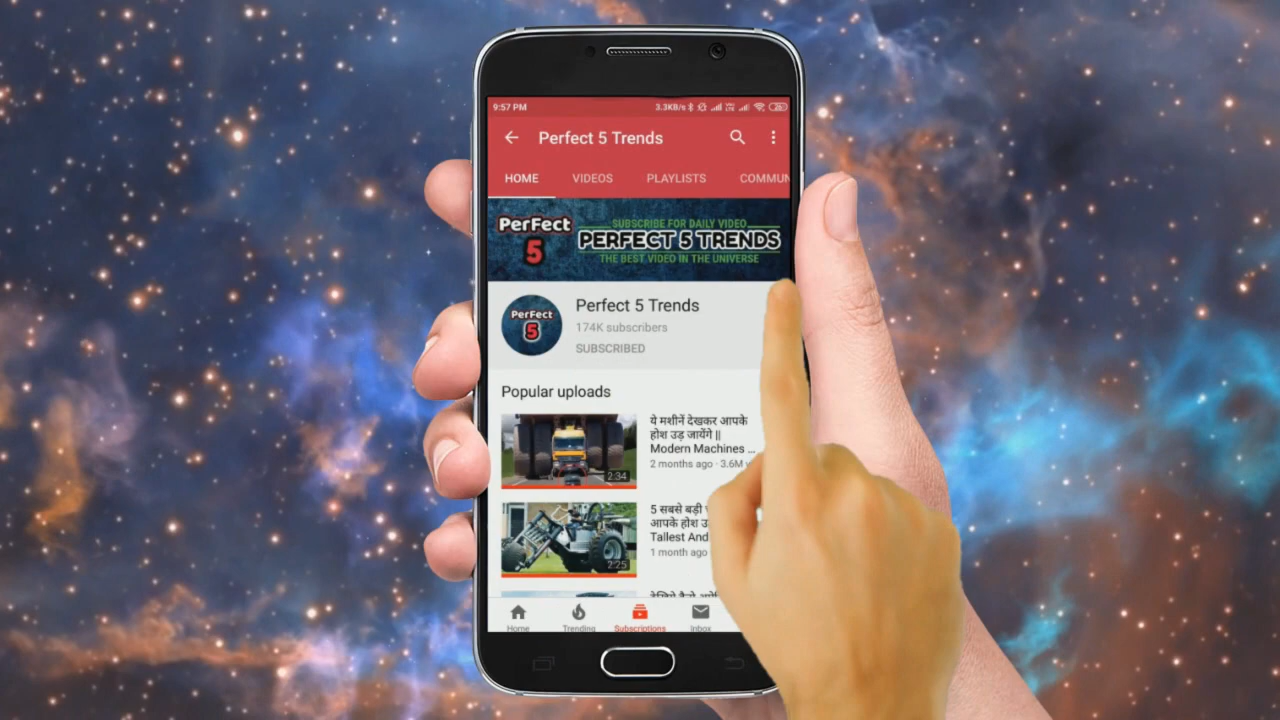 9:57 PM
3.3KB/s
Perfect 5 Trends
HOME VIDEOS PLAYLISTS COMMUN
PerFect
5
SUBSCRIBE FOR DAILY VIDEO
PERFECT 5 TRENDS
THE BEST VIDEO IN THE UNIVERSE
PerFect
5
Perfect 5 Trends
174K subscribers
SUBSCRIBED
Popular uploads
2:34
ये मशीनें देखकर आपके
होश उड़ जायेंगे ||
Modern Machines ...
2 months ago · 3.6M
2:25
5 सबसे बड़ी
आपके होश
Tallest And
1 month ago
Home Trending Subscriptions Inbox